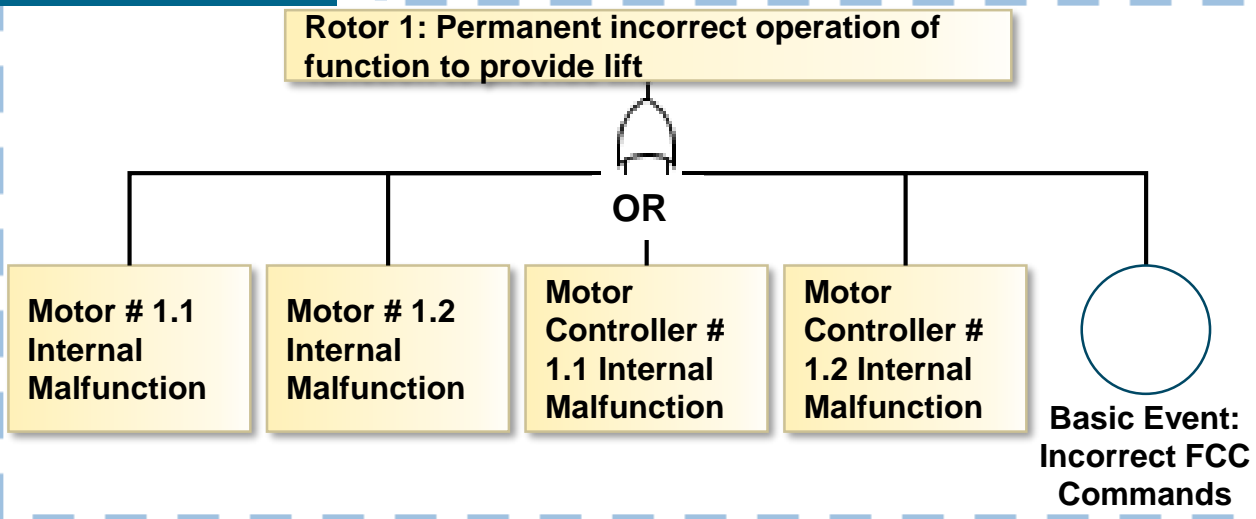 Rotor 1: Permanent incorrect operation of
function to provide lift
OR
Motor # 1.1
Internal
Malfunction
Motor # 1.2
Internal
Malfunction
Motor
Controller #
1.1 Internal
Malfunction
Motor
Controller #
1.2 Internal
Malfunction
Basic Event:
Incorrect FCC
Commands